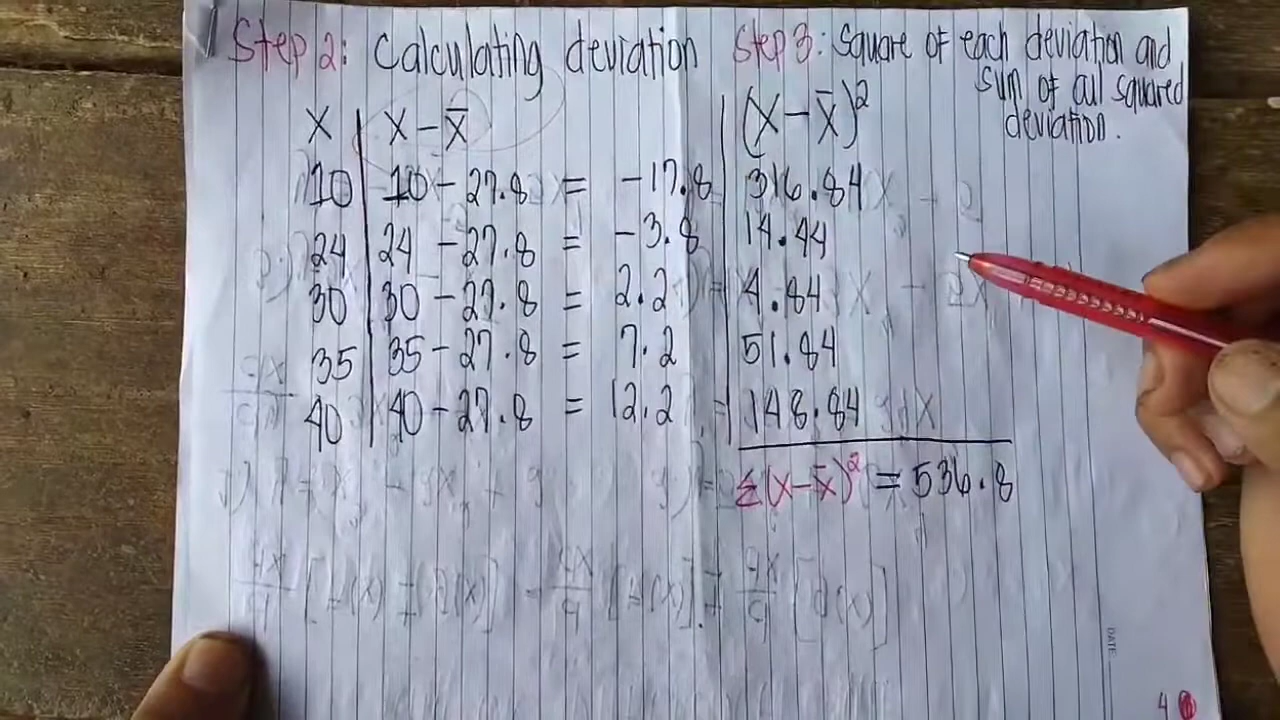 Step 2: Calculating deviation
Step 3: Square of each deviation and
sum of all squared
deviation.
X | X - X̄ | (X - X̄)²
10 | 10 - 27.8 = -17.8 | 316.84
24 | 24 - 27.8 = -3.8 | 14.44
30 | 30 - 27.8 = 2.2 | 4.84
35 | 35 - 27.8 = 7.2 | 51.84
40 | 40 - 27.8 = 12.2 | 148.84
Σ(X - X̄)² = 536.8
DATE:
4